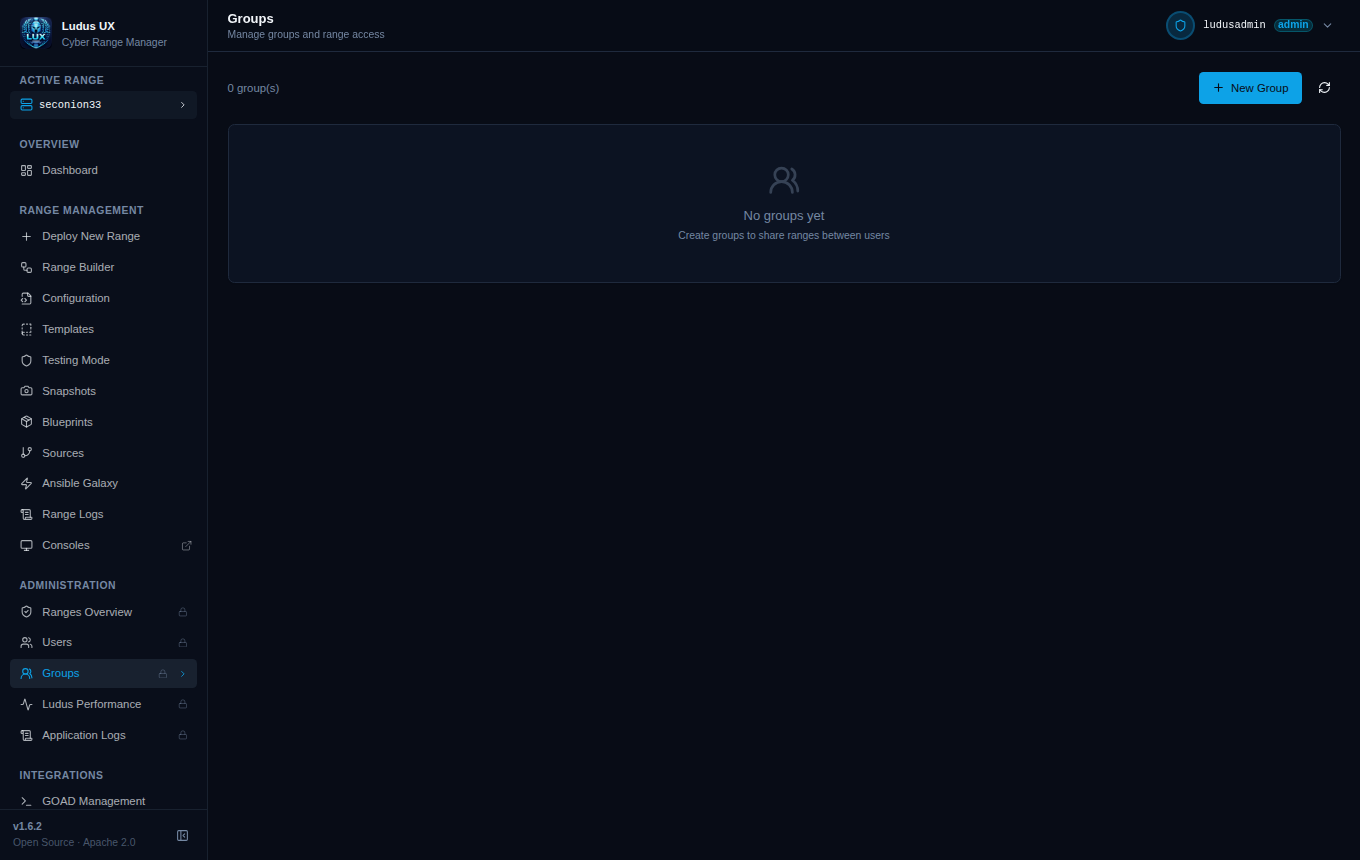 LUX
Ludus UX
Cyber Range Manager
ACTIVE RANGE
seconion33
OVERVIEW
Dashboard
RANGE MANAGEMENT
Deploy New Range
Range Builder
Configuration
Templates
Testing Mode
Snapshots
Blueprints
Sources
Ansible Galaxy
Range Logs
Consoles
ADMINISTRATION
Ranges Overview
Users
Groups
Ludus Performance
Application Logs
INTEGRATIONS
GOAD Management
v1.6.2
Open Source · Apache 2.0
Groups
Manage groups and range access
ludusadmin admin
0 group(s)
New Group
No groups yet
Create groups to share ranges between users